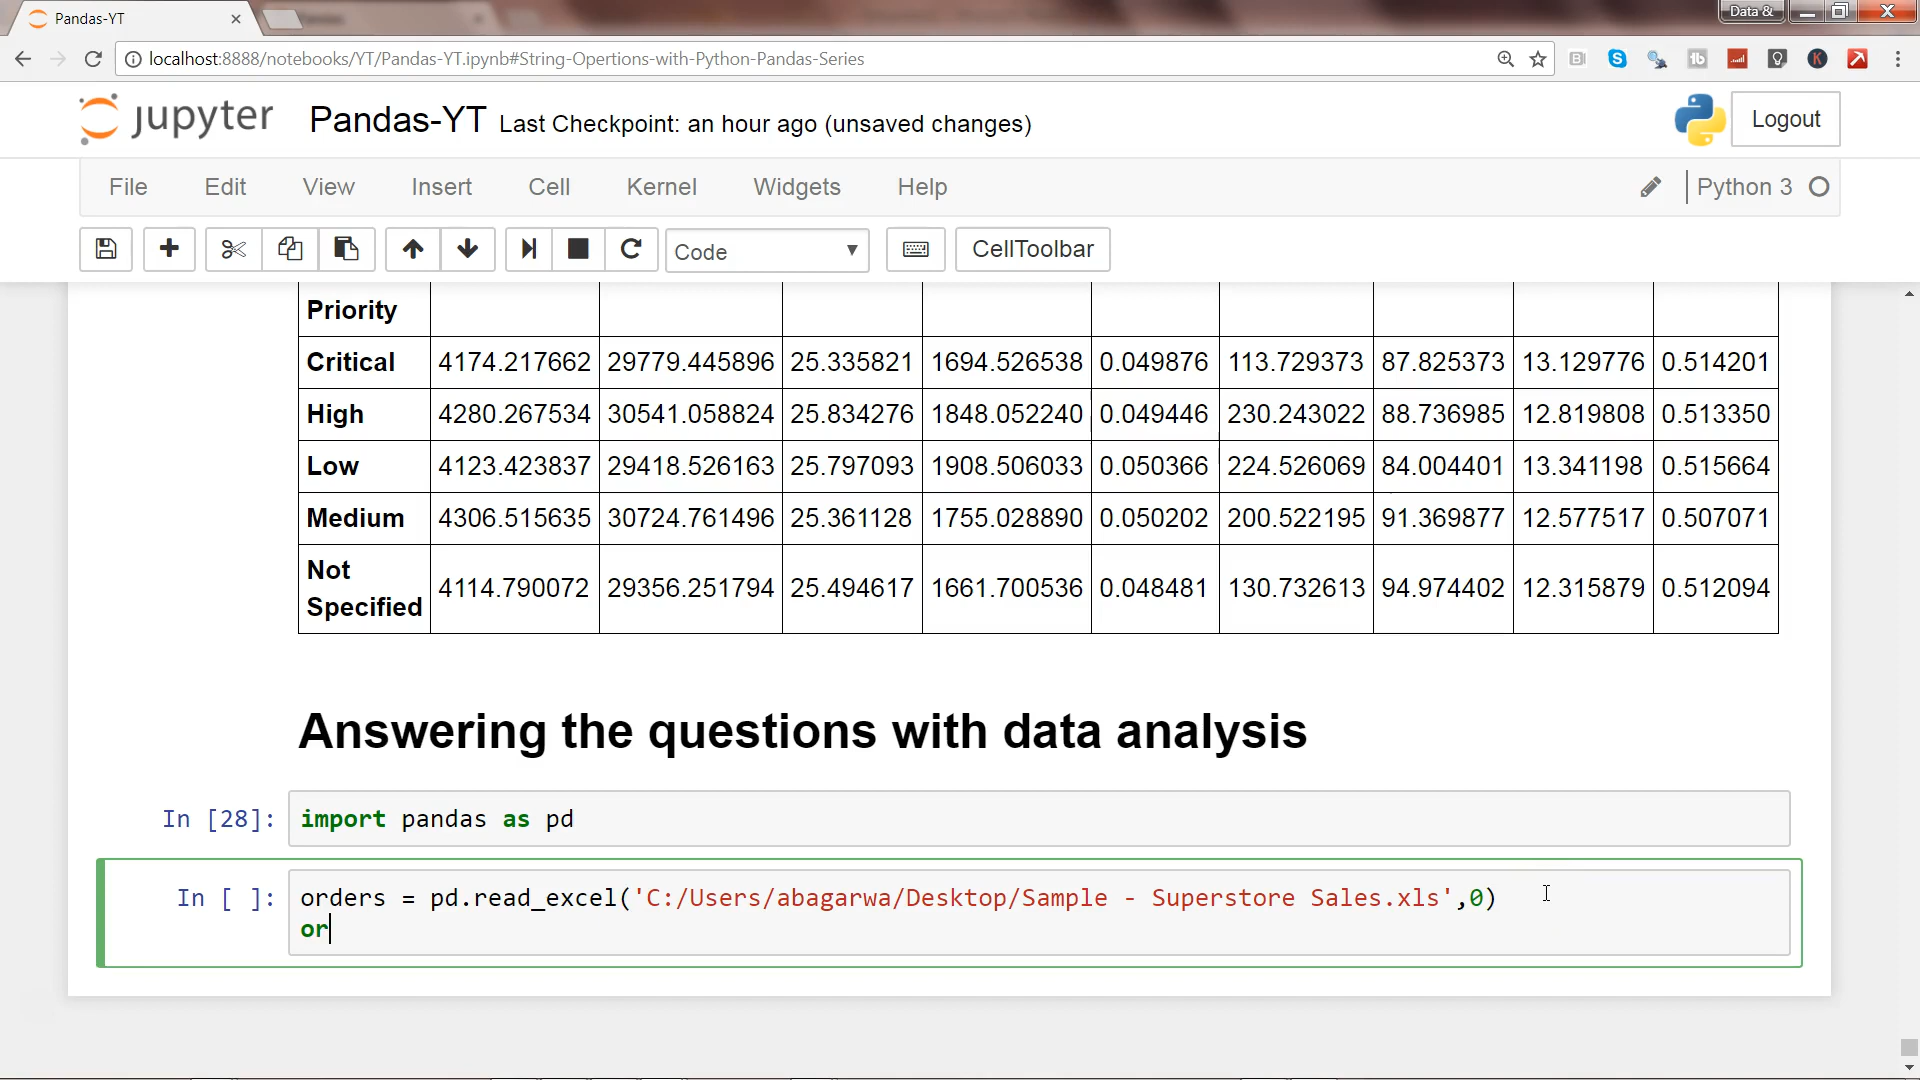 Pandas-YT
Data &
localhost:8888/notebooks/YT/Pandas-YT.ipynb#String-Opertions-with-Python-Pandas-Series
jupyter Pandas-YT Last Checkpoint: an hour ago (unsaved changes) Logout
File Edit View Insert Cell Kernel Widgets Help Python 3
Code CellToolbar
Priority
Critical 4174.217662 29779.445896 25.335821 1694.526538 0.049876 113.729373 87.825373 13.129776 0.514201
High 4280.267534 30541.058824 25.834276 1848.052240 0.049446 230.243022 88.736985 12.819808 0.513350
Low 4123.423837 29418.526163 25.797093 1908.506033 0.050366 224.526069 84.004401 13.341198 0.515664
Medium 4306.515635 30724.761496 25.361128 1755.028890 0.050202 200.522195 91.369877 12.577517 0.507071
Not
Specified 4114.790072 29356.251794 25.494617 1661.700536 0.048481 130.732613 94.974402 12.315879 0.512094
Answering the questions with data analysis
In [28]: import pandas as pd
In [ ]: orders = pd.read_excel('C:/Users/abagarwa/Desktop/Sample - Superstore Sales.xls',0)
or